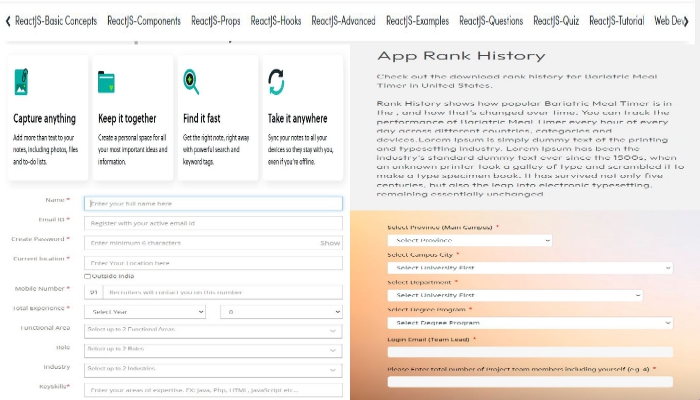 ReactJS-Basic Concepts ReactJS-Components ReactJS-Props ReactJS-Hooks ReactJS-Advanced ReactJS-Examples ReactJS-Questions ReactJS-Quiz ReactJS-Tutorial Web Dev
Capture anything
Add more than text to your
notes, including photos, files
and to-do lists.
Keep it together
Create a personal space for all
your most important ideas and
information.
Find it fast
Get the right note, right away
with powerful search and
keyword tags.
Take it anywhere
Sync your notes to all your
devices so they stay with you,
even if you're offline.
App Rank History
Check out the download rank history for Bariatric Meal
Timer in United States.
Rank History shows how popular Bariatric Meal Timer is in
the , and how that's changed over time. You can track the
performance of Bariatric Meal Timer every hour of every
day across different countries, categories and
devices.Lorem Ipsum is simply dummy text of the printing
and typesetting industry. Lorem Ipsum has been the
industry's standard dummy text ever since the 1500s, when
an unknown printer took a galley of type and scrambled it to
make a type specimen book. It has survived not only five
centuries, but also the leap into electronic typesetting,
remaining essentially unchanged
Name * Enter your full name here
Email ID * Register with your active email id
Create Password * Enter minimum 6 characters Show
Current location * Enter Your Location here
Outside India
Mobile Number * 91 Recruiters will contact you on this number
Total Experience * Select Year 0
Functional Area Select up to 2 Functional Areas
Role Select up to 2 Roles
Industry Select up to 2 Industries
Keyskills* Enter your areas of expertise. EX: Java, Php, HTML, JavaScript etc...
Select Province (Main Campus) *
Select Province
Select Campus City *
Select University First
Select Department *
Select University First
Select Degree Program *
Select Degree Program
Login Email (Team Lead) *
Please Enter total number of Project team members including yourself (e.g. 4) *